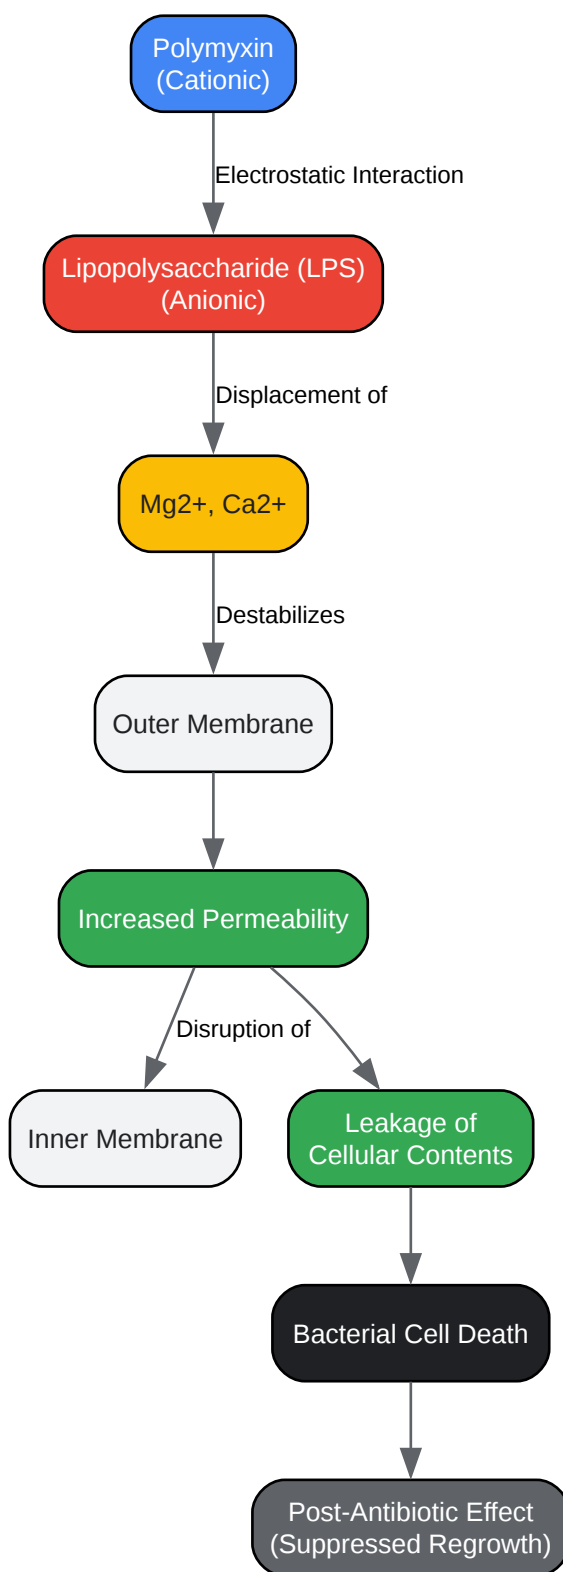 Polymyxin
(Cationic)
Electrostatic Interaction
Lipopolysaccharide (LPS)
(Anionic)
Displacement of
Mg2+, Ca2+
Destabilizes
Outer Membrane
Increased Permeability
Disruption of
Inner Membrane
Leakage of
Cellular Contents
Bacterial Cell Death
Post-Antibiotic Effect
(Suppressed Regrowth)